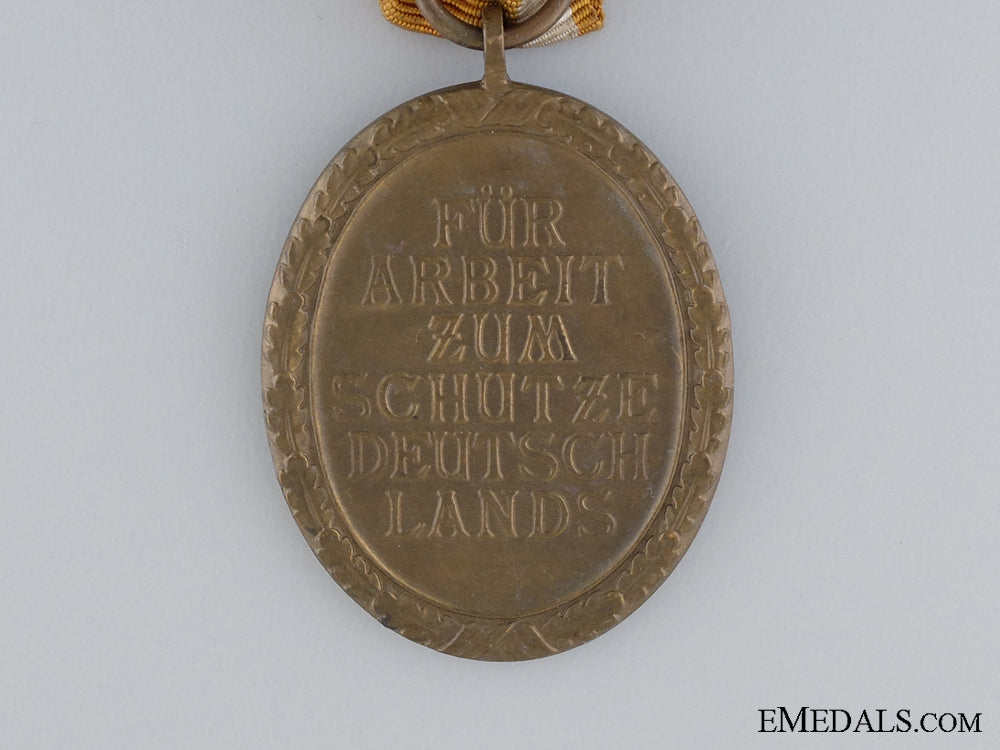 FÜR
ARBEIT
ZUM
SCHUTZE
DEUTSCH
LANDS
EMEDALS.COM